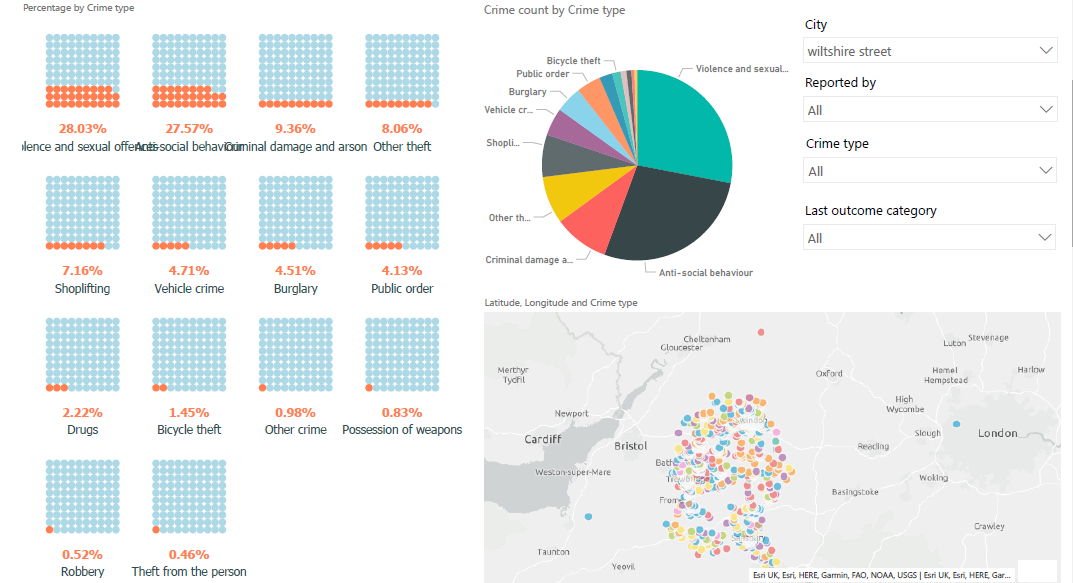 Percentage by Crime type
28.03%
27.57%
9.36%
8.06%
lence and sexual offences
Anti-social behaviour
Criminal damage and arson
Other theft
7.16%
4.71%
4.51%
4.13%
Shoplifting
Vehicle crime
Burglary
Public order
2.22%
1.45%
0.98%
0.83%
Drugs
Bicycle theft
Other crime
Possession of weapons
0.52%
0.46%
Robbery
Theft from the person
Crime count by Crime type
Bicycle theft
Public order
Burglary
Vehicle cr...
Shopli...
Other th...
Criminal damage a...
Violence and sexual...
Anti-social behaviour
City
wiltshire street
Reported by
All
Crime type
All
Last outcome category
All
Latitude, Longitude and Crime type
Cheltenham
Gloucester
Merthyr
Tydfil
Oxford
Luton
Stevenage
Hemel
Hempstead
Harlow
High
Wycombe
Newport
Cardiff
Bristol
Slough
London
Reading
Bath
Weston-super-Mare
Woking
Basingstoke
From
Crawley
Taunton
Yeovil
Esri UK, Esri, HERE, Garmin, FAO, NOAA, USGS | Esri UK, Esri, HERE, Gar...